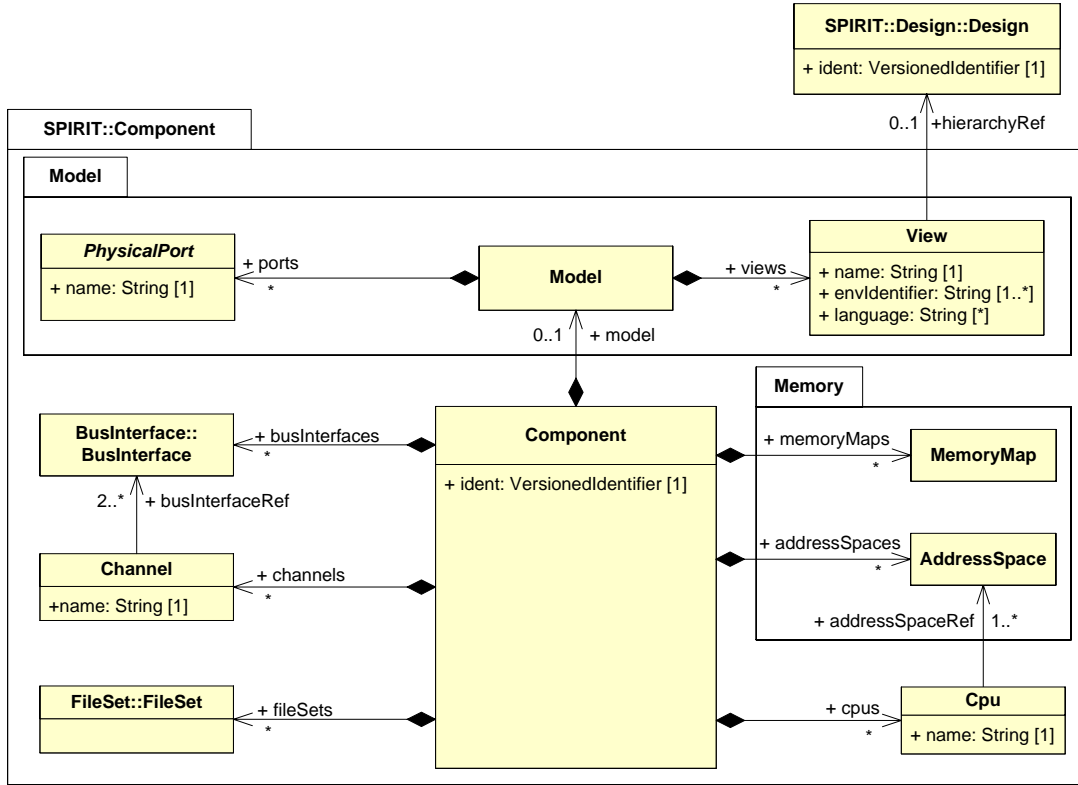 SPIRIT::Design::Design
+ ident: VersionedIdentifier [1]
0..1 +hierarchyRef
SPIRIT::Component
Model
PhysicalPort
+ name: String [1]
+ ports
*
Model
+ views
*
View
+ name: String [1]
+ envIdentifier: String [1..*]
+ language: String [*]
0..1 + model
Memory
BusInterface::
BusInterface
+ busInterfaces
*
Component
+ ident: VersionedIdentifier [1]
+ memoryMaps
*
MemoryMap
2..* + busInterfaceRef
Channel
+name: String [1]
+ channels
*
+ addressSpaces
*
AddressSpace
+ addressSpaceRef 1..*
FileSet::FileSet
+ fileSets
*
+ cpus
*
Cpu
+ name: String [1]